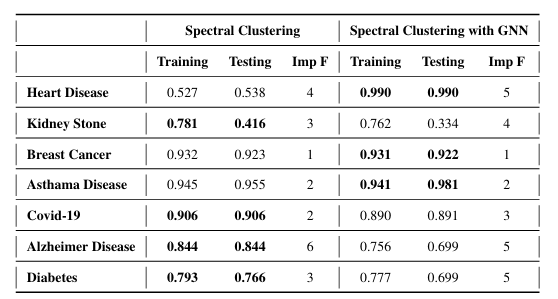 Spectral Clustering Spectral Clustering with GNN
Training Testing Imp F Training Testing Imp F
Heart Disease 0.527 0.538 4 0.990 0.990 5
Kidney Stone 0.781 0.416 3 0.762 0.334 4
Breast Cancer 0.932 0.923 1 0.931 0.922 1
Asthama Disease 0.945 0.955 2 0.941 0.981 2
Covid-19 0.906 0.906 2 0.890 0.891 3
Alzheimer Disease 0.844 0.844 6 0.756 0.699 5
Diabetes 0.793 0.766 3 0.777 0.699 5